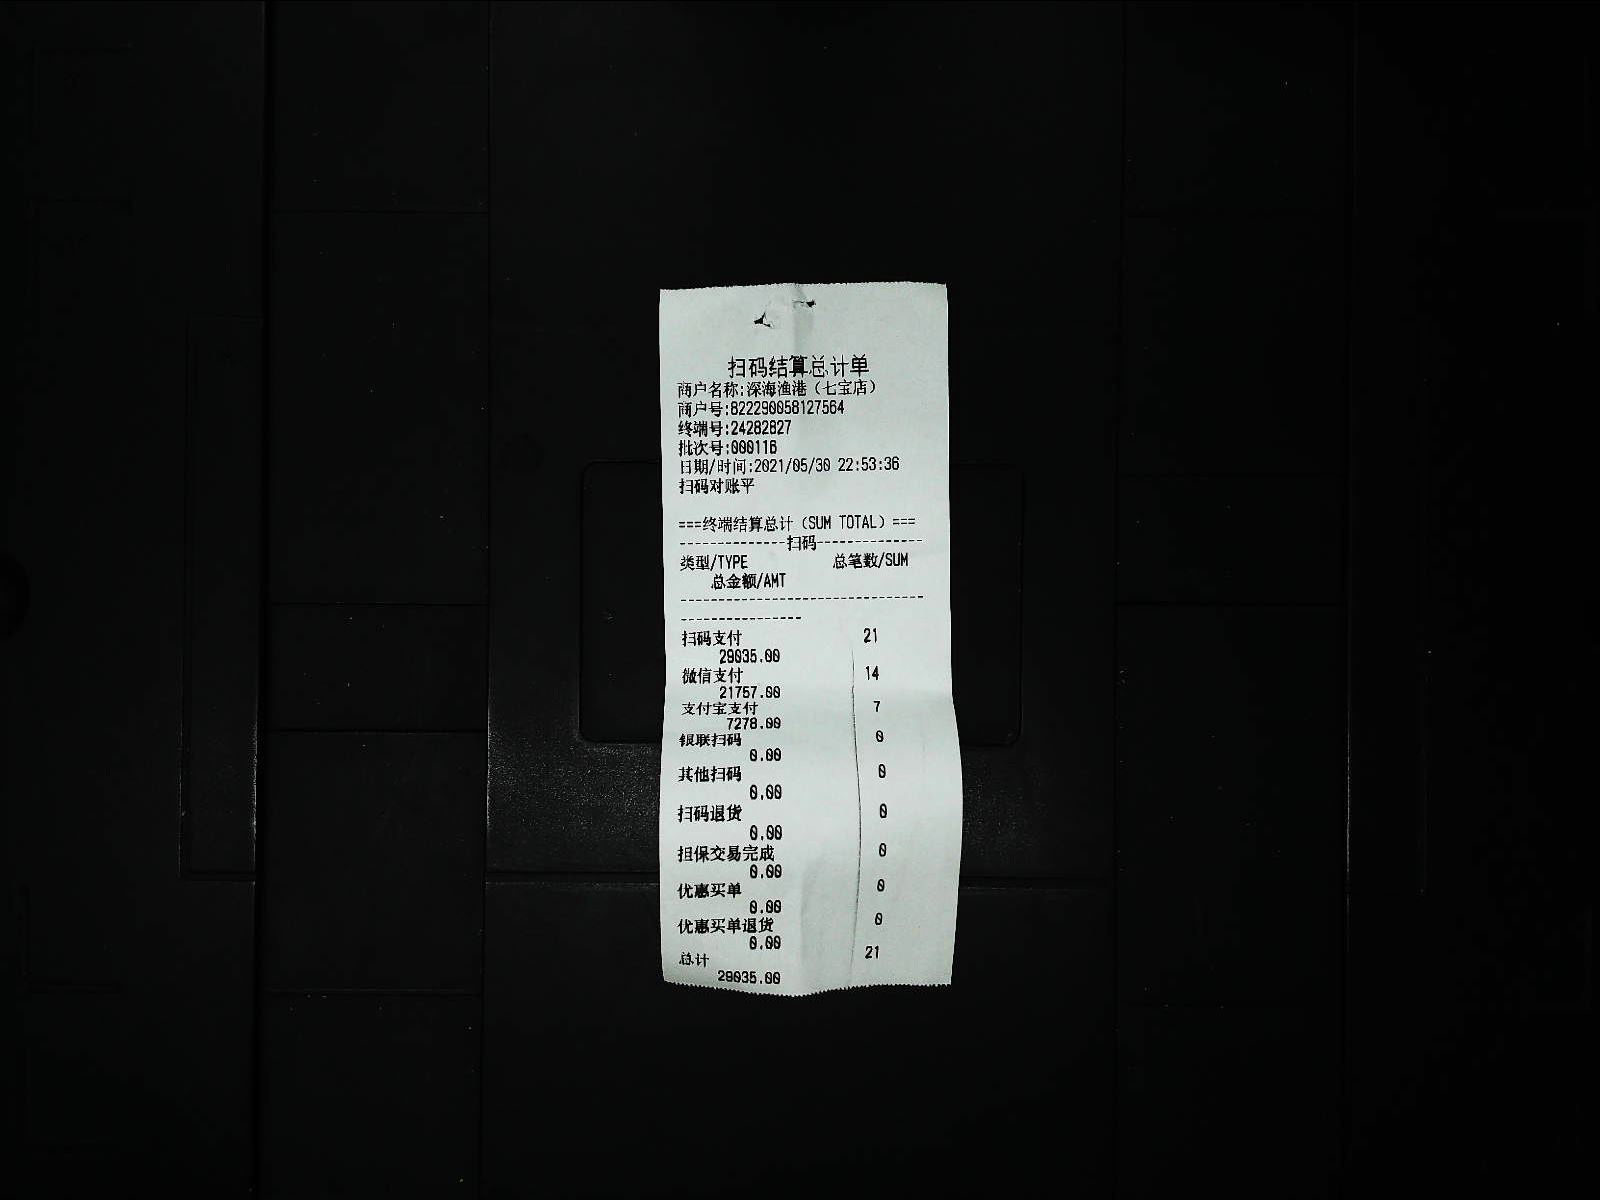 扫码结算总计单
商户名称:深海渔港（七宝店）
商户号:822290058127564
终端号:24282827
批次号:000116
日期/时间:2021/05/30 22:53:36
扫码对账平
===终端结算总计（SUM TOTAL）===
--------------扫码--------------
类型/TYPE 总笔数/SUM
总金额/AMT
--------------------------------
----------------
扫码支付 21
29035.00
微信支付 14
21757.00
支付宝支付 7
7278.00
银联扫码 0
0.00
其他扫码 0
0.00
扫码退货 0
0.00
担保交易完成 0
0.00
优惠买单 0
0.00
优惠买单退货 0
0.00
总计 21
29035.00